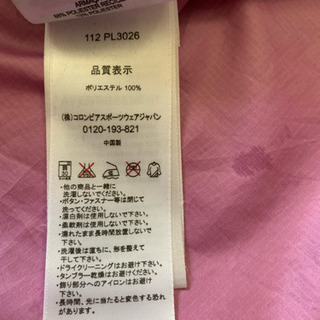 112 PL3026
品質表示
ポリエステル 100%
(株)コロンビアスポーツウェアジャパン
0120-193-821
中国製
・他の商品と一緒に
洗濯しないでください。
・ボタン・ファスナー等は閉じて
洗ってください。
・漂白剤は使用しないで下さい。
・柔軟剤は使用しないで下さい。
・濡れたまま長時間放置しないで
下さい。
・洗濯後は直ちに、形を整えて
干して下さい。
・ドライクリーニングはお避け下さい。
・タンブラー乾燥はお避け下さい。
・飾り部分へのアイロンはお避け
下さい。
・長時間、光に当たると変色する恐れ
があります。